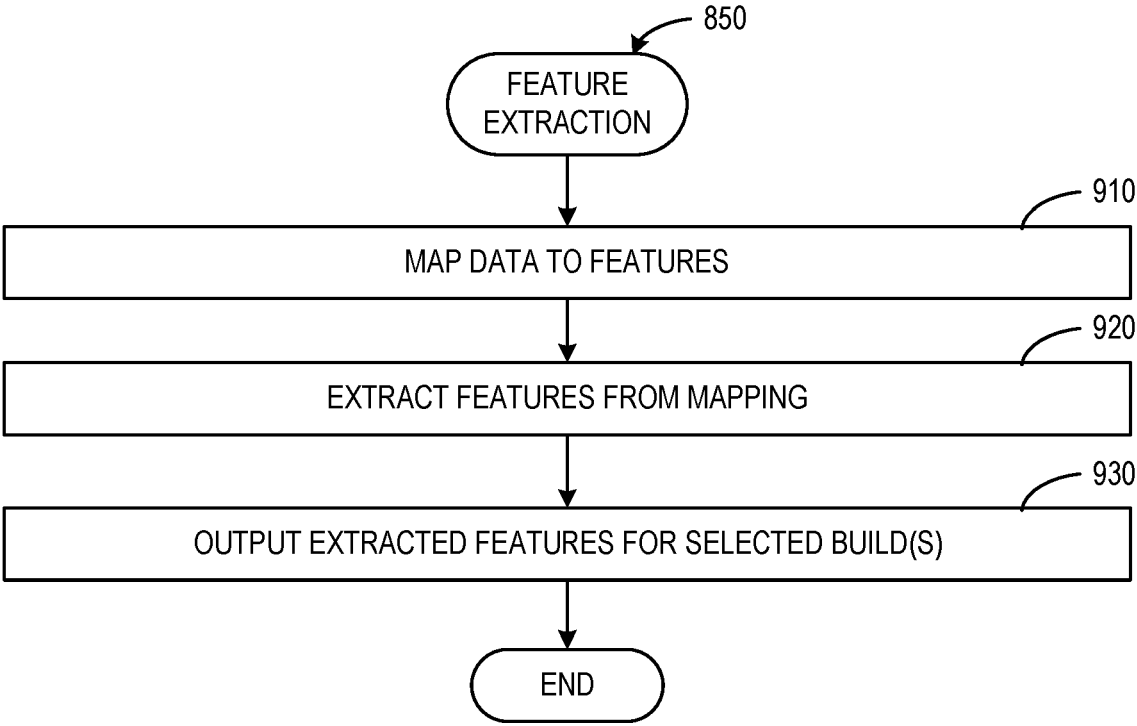 850
FEATURE
EXTRACTION
910
MAP DATA TO FEATURES
920
EXTRACT FEATURES FROM MAPPING
930
OUTPUT EXTRACTED FEATURES FOR SELECTED BUILD(S)
END